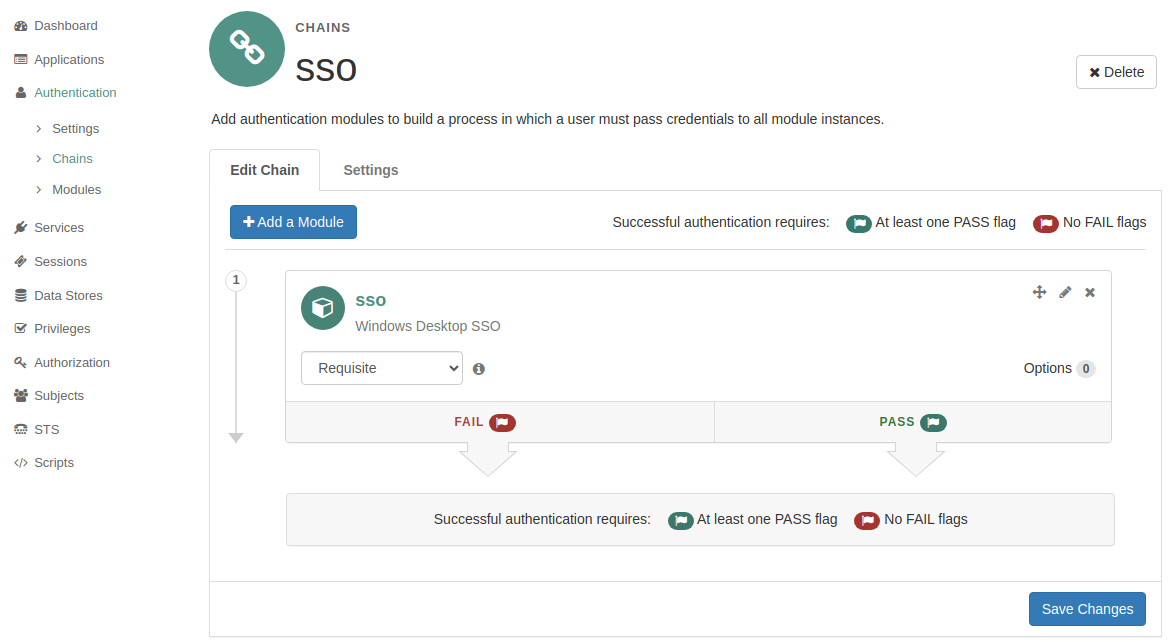 Dashboard
Applications
Authentication
Settings
Chains
Modules
Services
Sessions
Data Stores
Privileges
Authorization
Subjects
STS
Scripts
CHAINS
sso
Delete
Add authentication modules to build a process in which a user must pass credentials to all module instances.
Edit Chain Settings
Add a Module Successful authentication requires: At least one PASS flag No FAIL flags
1
sso
Windows Desktop SSO
Requisite Options 0
FAIL PASS
Successful authentication requires: At least one PASS flag No FAIL flags
Save Changes